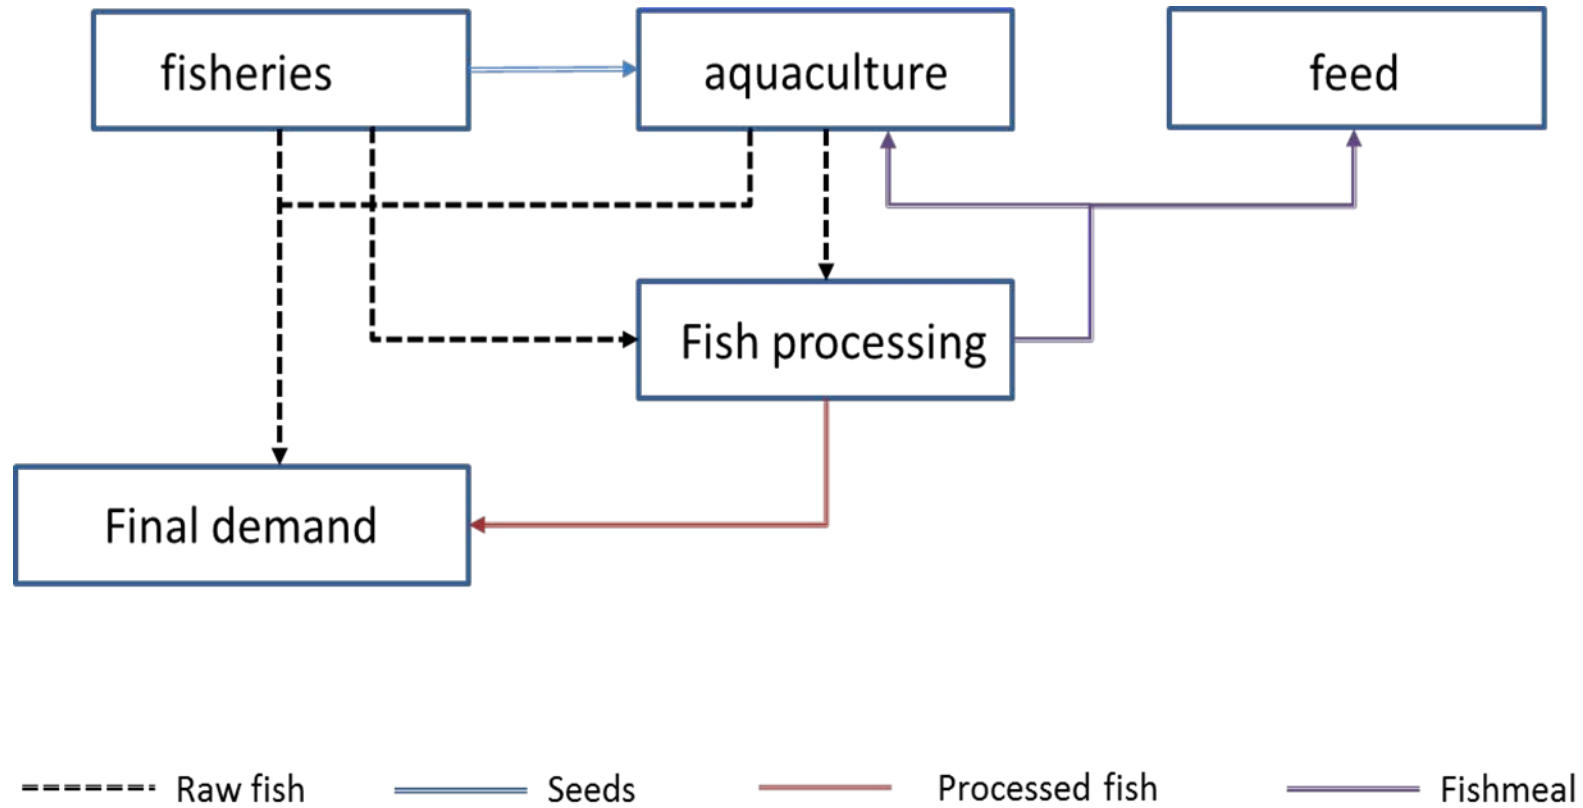 fisheries
aquaculture
feed
Fish processing
Final demand
Raw fish
Seeds
Processed fish
Fishmeal